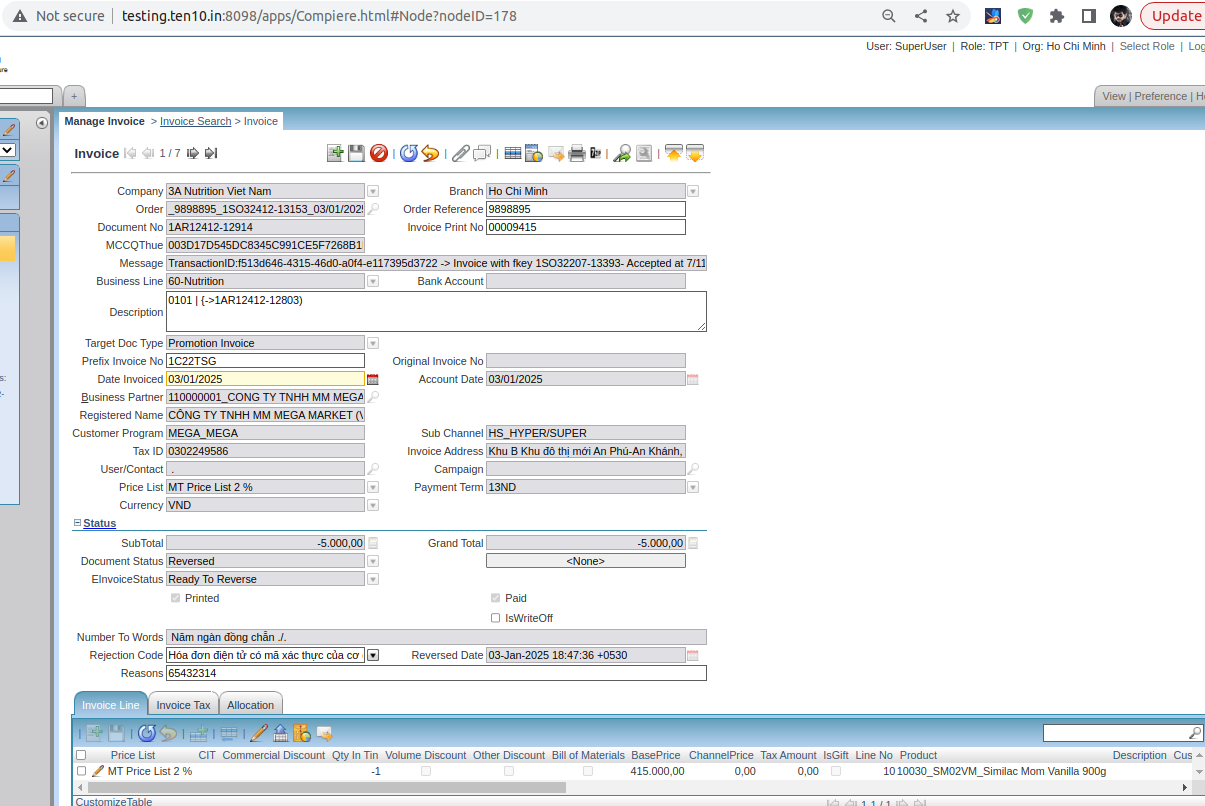 Not secure testing.ten10.in:8098/apps/Compiere.html#Node?nodeID=178 Update
User: SuperUser | Role: TPT | Org: Ho Chi Minh | Select Role | Log
+ View | Preference | H
Manage Invoice > Invoice Search > Invoice
Invoice 1 / 7
Company 3A Nutrition Viet Nam Branch Ho Chi Minh
Order _9898895_1SO32412-13153_03/01/202 Order Reference 9898895
Document No 1AR12412-12914 Invoice Print No 00009415
MCCQThue 003D17D545DC8345C991CE5F7268B1
Message TransactionID:f513d646-4315-46d0-a0f4-e117395d3722 -> Invoice with fkey 1SO32207-13393- Accepted at 7/11
Business Line 60-Nutrition Bank Account
Description 0101 | {->1AR12412-12803)
Target Doc Type Promotion Invoice
Prefix Invoice No 1C22TSG Original Invoice No
Date Invoiced 03/01/2025 Account Date 03/01/2025
Business Partner 110000001_CONG TY TNHH MM MEGA
Registered Name CÔNG TY TNHH MM MEGA MARKET (V
Customer Program MEGA_MEGA Sub Channel HS_HYPER/SUPER
Tax ID 0302249586 Invoice Address Khu B Khu đô thị mới An Phú-An Khánh,
User/Contact . Campaign
Price List MT Price List 2 % Payment Term 13ND
Currency VND
Status
SubTotal -5.000,00 Grand Total -5.000,00
Document Status Reversed <None>
EInvoiceStatus Ready To Reverse
Printed Paid
IsWriteOff
Number To Words Năm ngàn đồng chẵn ./.
Rejection Code Hóa đơn điện tử có mã xác thực của cơ Reversed Date 03-Jan-2025 18:47:36 +0530
Reasons 65432314
Invoice Line Invoice Tax Allocation
Price List CIT Commercial Discount Qty In Tin Volume Discount Other Discount Bill of Materials BasePrice ChannelPrice Tax Amount IsGift Line No Product Description Cus
MT Price List 2 % -1 415.000,00 0,00 0,00 10 10030_SM02VM_Similac Mom Vanilla 900g
CustomizeTable 1-1 / 1